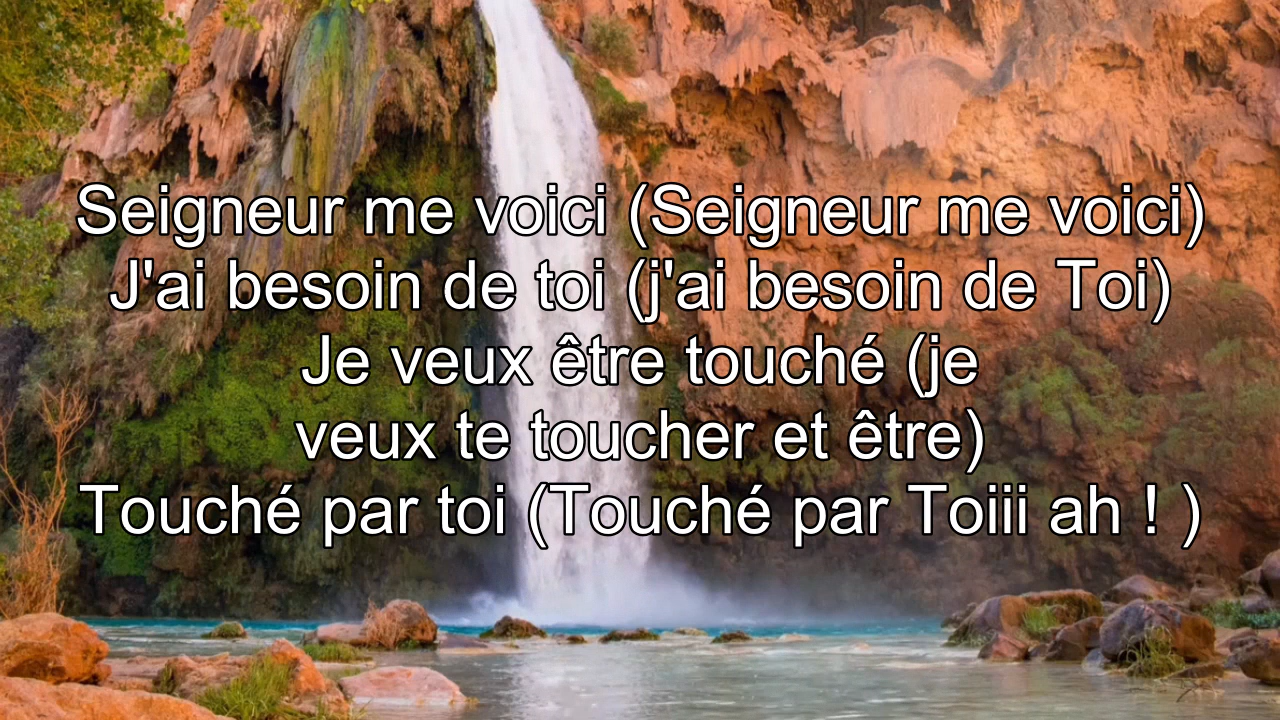 Seigneur me voici (Seigneur me voici)
J'ai besoin de toi (j'ai besoin de Toi)
Je veux être touché (je
veux te toucher et être)
Touché par toi (Touché par Toiii ah ! )